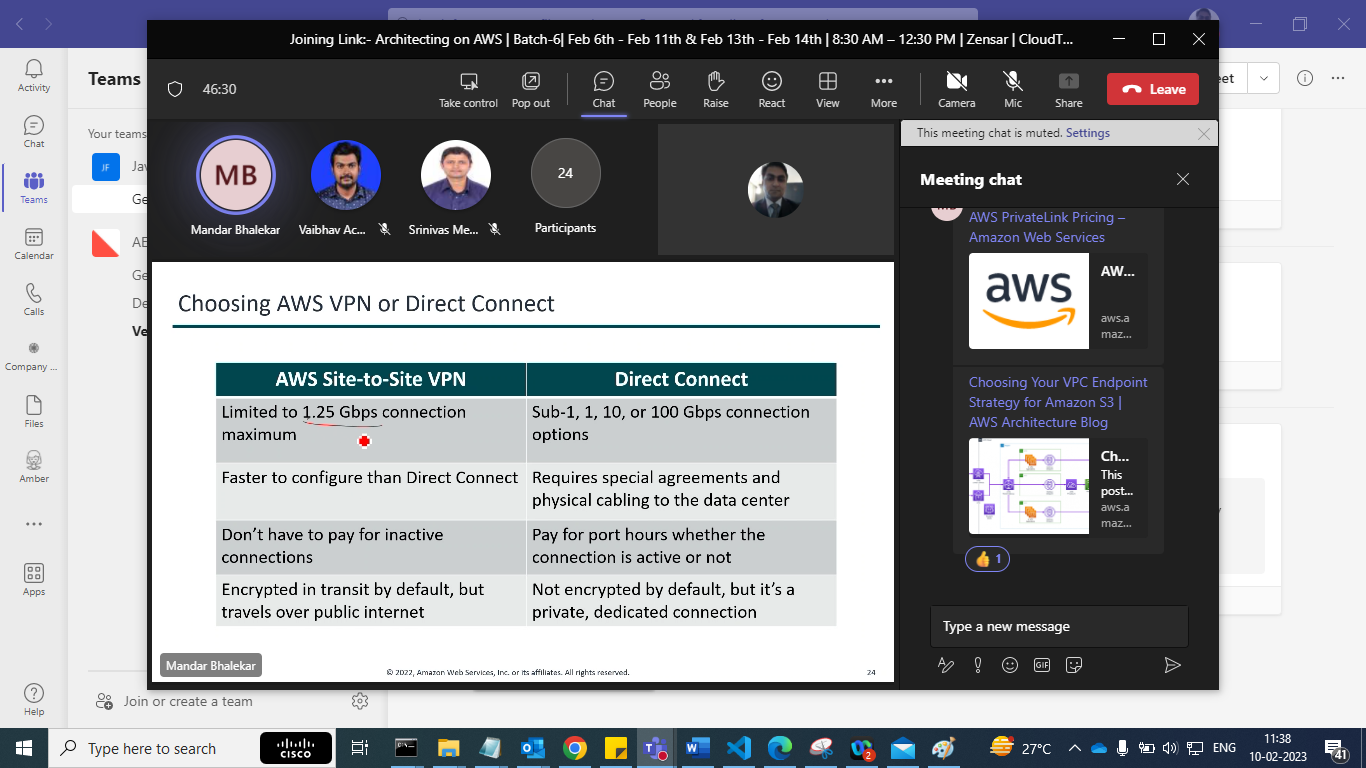 Joining Link:- Architecting on AWS | Batch-6| Feb 6th - Feb 11th & Feb 13th - Feb 14th | 8:30 AM – 12:30 PM | Zensar | CloudT...
46:30
Take control
Pop out
Chat
People
Raise
React
View
More
Camera
Mic
Share
Leave
Activity
Chat
Teams
Calendar
Calls
Company ...
Files
Amber
Apps
Help
Teams
Your teams
JF
Jav
Ge
AE
Ge
De
Ve
Join or create a team
eet
MB
Mandar Bhalekar
Vaibhav Ac...
Srinivas Me...
24
Participants
This meeting chat is muted. Settings
Meeting chat
AWS PrivateLink Pricing –
Amazon Web Services
aws
AW...
aws.a
maz...
Choosing Your VPC Endpoint
Strategy for Amazon S3 |
AWS Architecture Blog
Ch...
This
post...
aws.a
maz...
1
Type a new message
GIF
Choosing AWS VPN or Direct Connect
AWS Site-to-Site VPN
Direct Connect
Limited to 1.25 Gbps connection
maximum
Sub-1, 1, 10, or 100 Gbps connection
options
Faster to configure than Direct Connect
Requires special agreements and
physical cabling to the data center
Don’t have to pay for inactive
connections
Pay for port hours whether the
connection is active or not
Encrypted in transit by default, but
travels over public internet
Not encrypted by default, but it’s a
private, dedicated connection
Mandar Bhalekar
© 2022, Amazon Web Services, Inc. or its affiliates. All rights reserved.
24
Type here to search
CISCO
2
27°C
ENG
11:38
10-02-2023
41